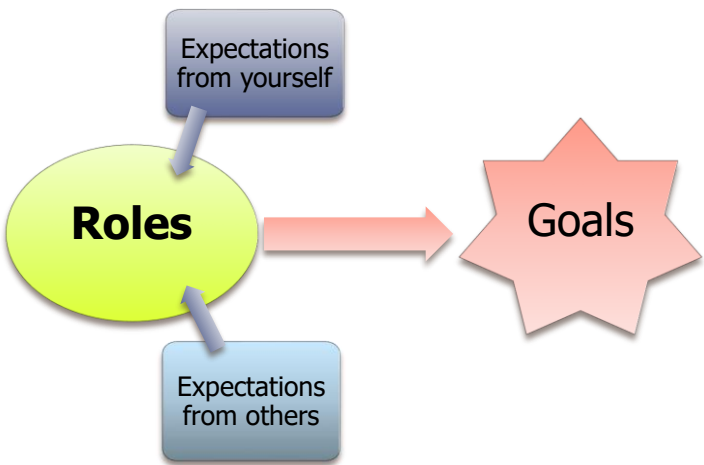 Expectations
from yourself
Roles
Goals
Expectations
from others